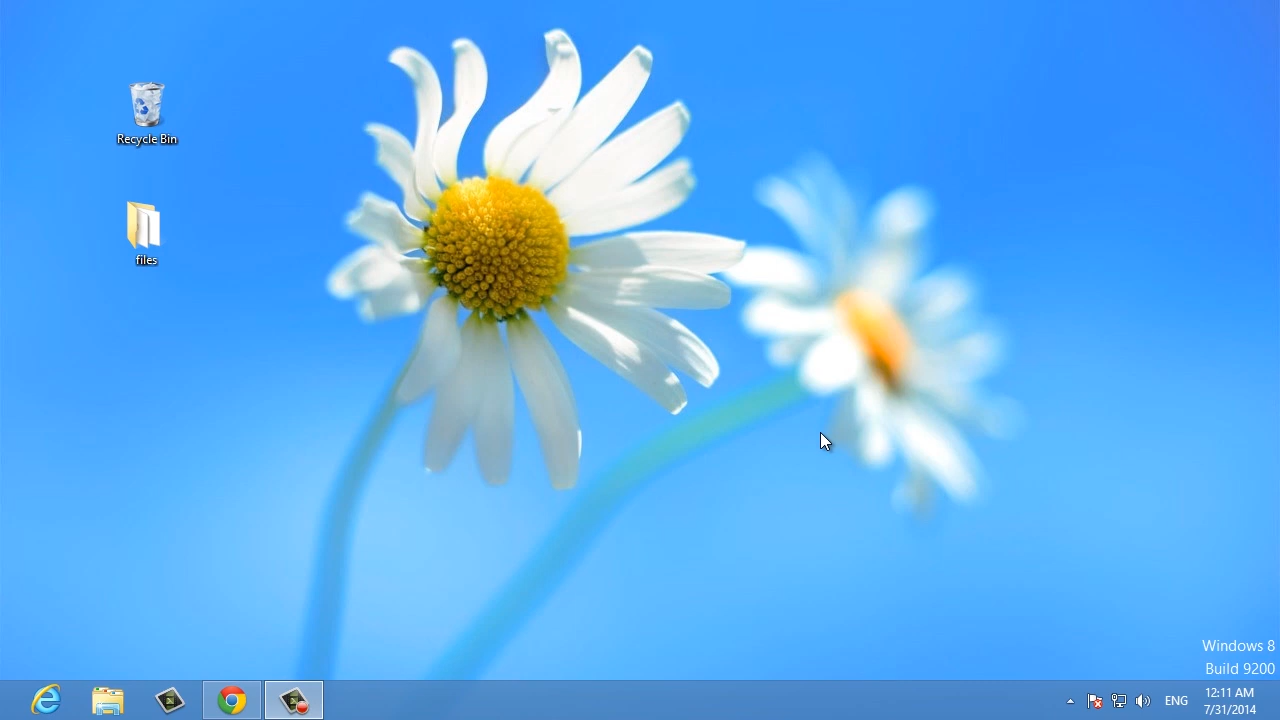 Recycle Bin
files
Windows 8
Build 9200
ENG
12:11 AM
7/31/2014